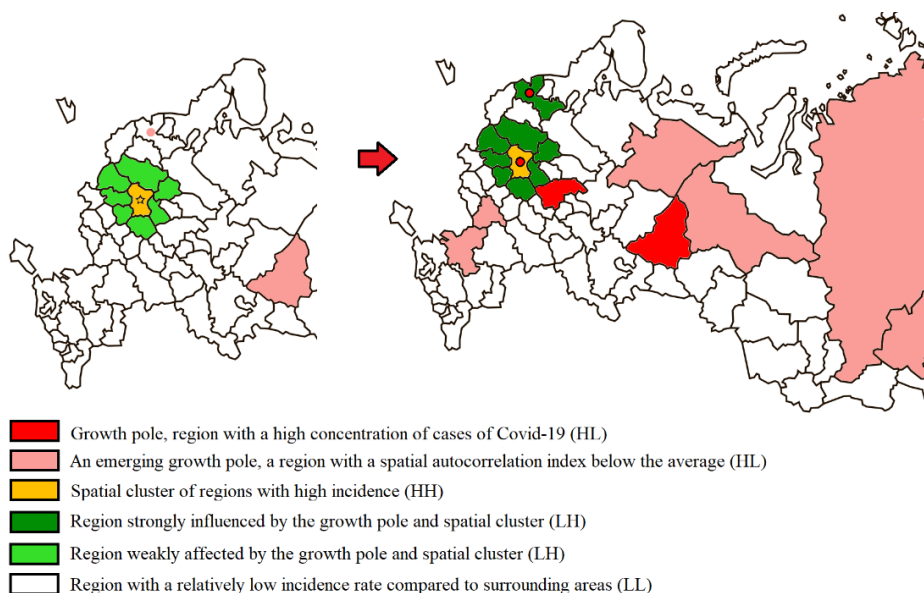 Growth pole, region with a high concentration of cases of Covid-19 (HL)
An emerging growth pole, a region with a spatial autocorrelation index below the average (HL)
Spatial cluster of regions with high incidence (HH)
Region strongly influenced by the growth pole and spatial cluster (LH)
Region weakly affected by the growth pole and spatial cluster (LH)
Region with a relatively low incidence rate compared to surrounding areas (LL)